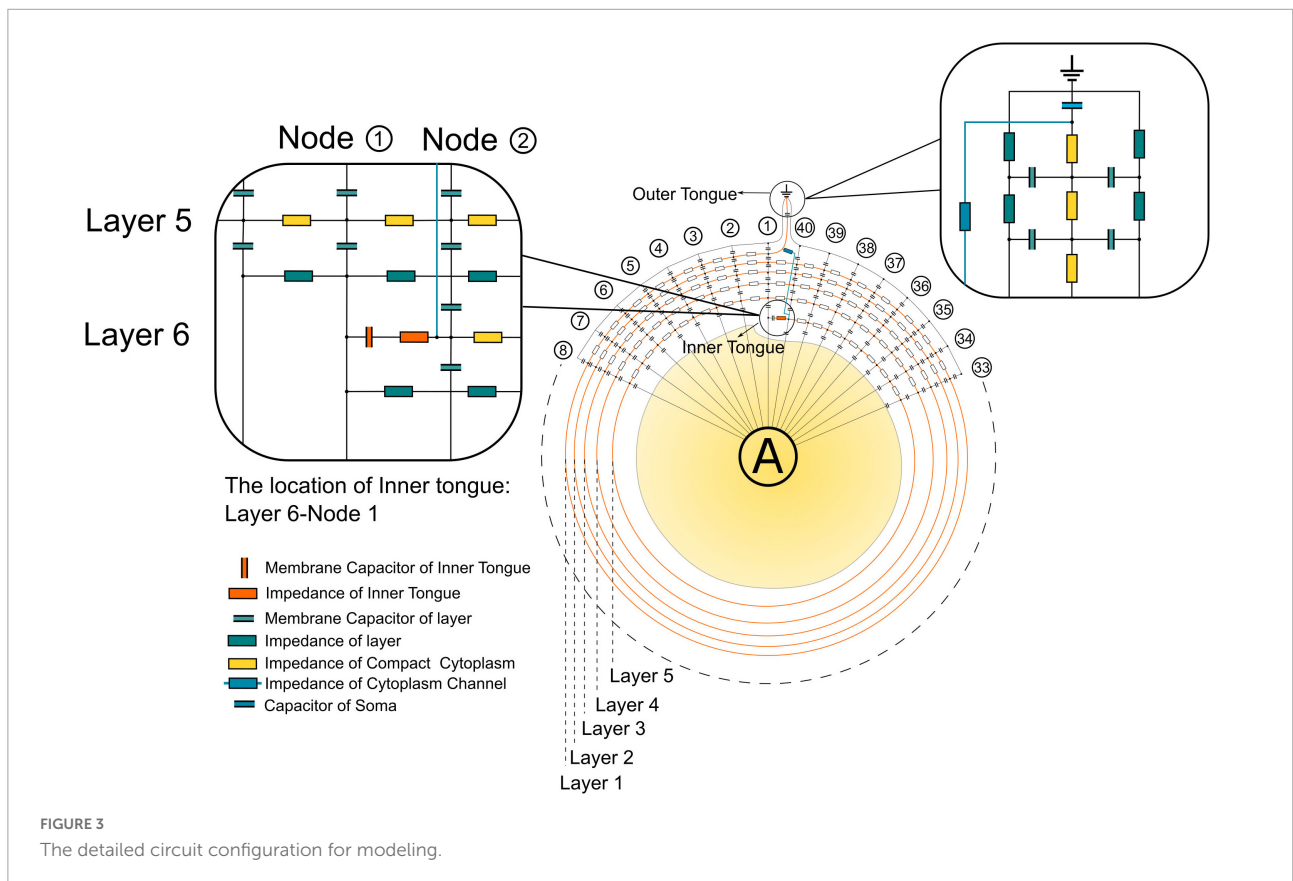 Node ①
Node ②
Layer 5
Layer 6
The location of Inner tongue:
Layer 6-Node 1
Membrane Capacitor of Inner Tongue
Impedance of Inner Tongue
Membrane Capacitor of layer
Impedance of layer
Impedance of Compact Cytoplasm
Impedance of Cytoplasm Channel
Capacitor of Soma
Outer Tongue
①
②
③
④
⑤
⑥
⑦
⑧
㊵
㊴
㊳
㊲
㊱
㉟
㉞
㉝
Inner Tongue
A
Layer 5
Layer 4
Layer 3
Layer 2
Layer 1
FIGURE 3
The detailed circuit configuration for modeling.